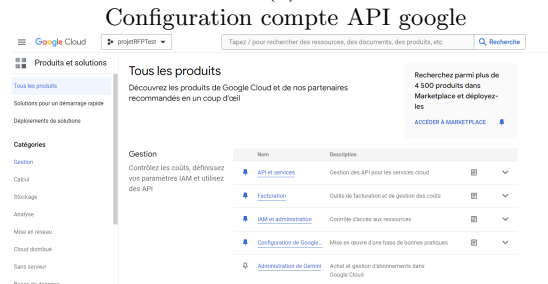 Configuration compte API google
Google Cloud
projetRFPTest
Tapez / pour rechercher des ressources, des documents, des produits, etc
Recherche
Produits et solutions
Tous les produits
Solutions pour un démarrage rapide
Déploiements de solutions
Catégories
Gestion
Calcul
Stockage
Analyse
Mise en réseau
Cloud distribué
Sans serveur
Tous les produits
Découvrez les produits de Google Cloud et de nos partenaires
recommandés en un coup d'œil
Recherchez parmi plus de
4 500 produits dans
Marketplace et déployez-
les
ACCÉDER À MARKETPLACE
Gestion
Contrôlez les coûts, définissez
vos paramètres IAM et utilisez
des API
Nom Description
API et services Gestion des API pour les services cloud
Facturation Outils de facturation et de gestion des coûts
IAM et administration Contrôle d'accès aux ressources
Configuration de Google... Mise en œuvre d'une base de bonnes pratiques
Administration de Gemini Achat et gestion d'abonnements dans
Google Cloud